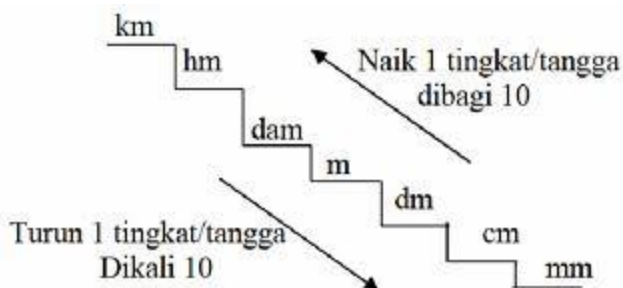 km
hm
Naik 1 tingkat/tangga
dibagi 10
dam
m
dm
Turun 1 tingkat/tangga
Dikali 10
cm
mm